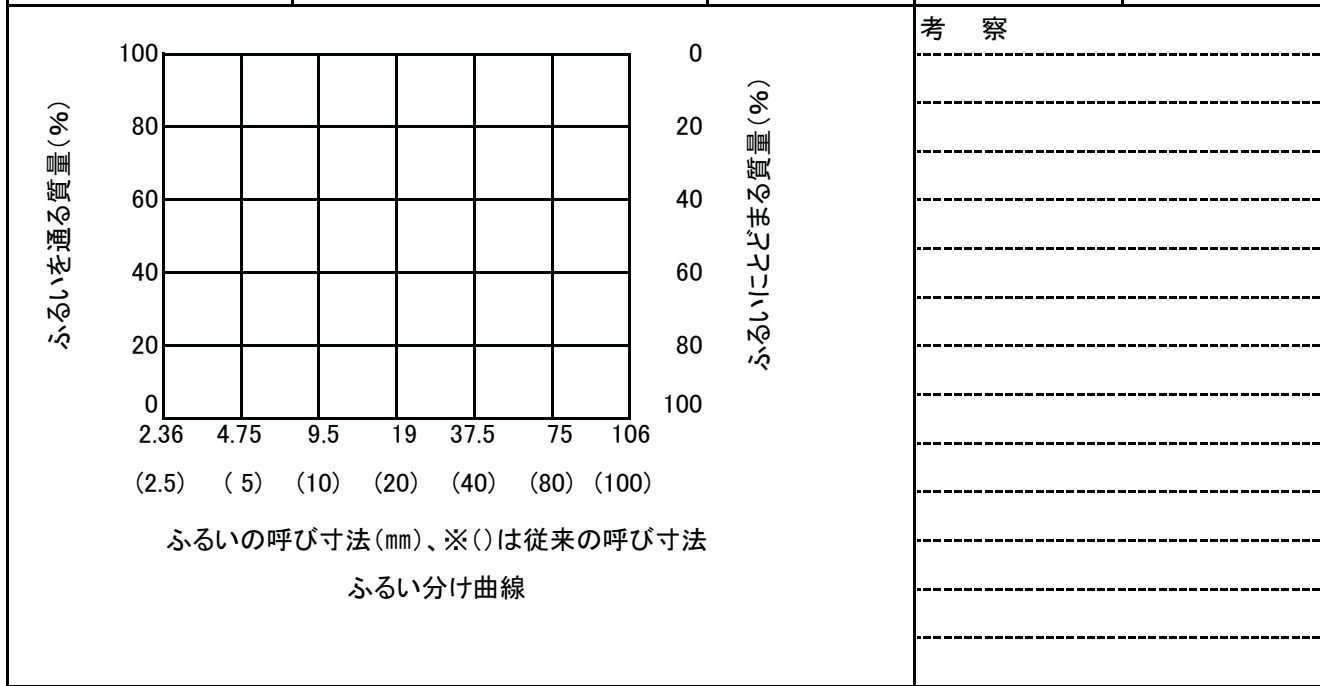 考 察
100
80
60
40
20
0
ふるいを通る質量(%)
0
20
40
60
80
100
ふるいにとどまる質量(%)
2.36 4.75 9.5 19 37.5 75 106
(2.5) ( 5) (10) (20) (40) (80) (100)
ふるいの呼び寸法(㎜)、※()は従来の呼び寸法
ふるい分け曲線